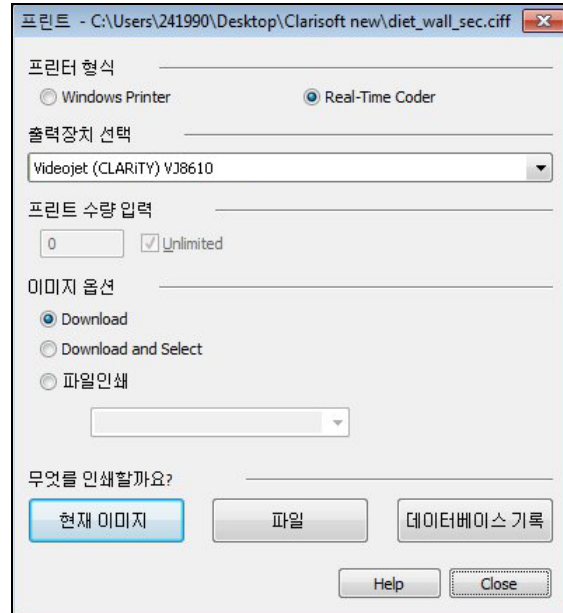 프린트 - C:\Users\241990\Desktop\Clarisoft new\diet_wall_sec.ciff
프린터 형식
Windows Printer Real-Time Coder
출력장치 선택
Videojet (CLARiTY) VJ8610
프린트 수량 입력
0 Unlimited
이미지 옵션
Download
Download and Select
파일인쇄
무엇를 인쇄할까요?
현재 이미지 파일 데이터베이스 기록
Help Close